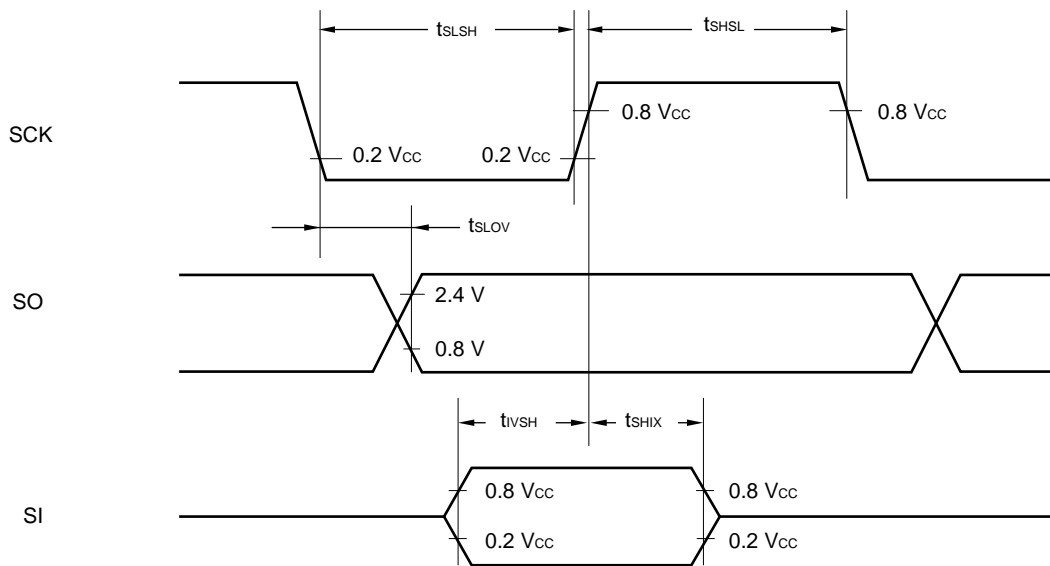 tSLSH
tSHSL
SCK
0.8 VCC
0.8 VCC
0.2 VCC
0.2 VCC
tSLOV
SO
2.4 V
0.8 V
tIVSH
tSHIX
SI
0.8 VCC
0.8 VCC
0.2 VCC
0.2 VCC